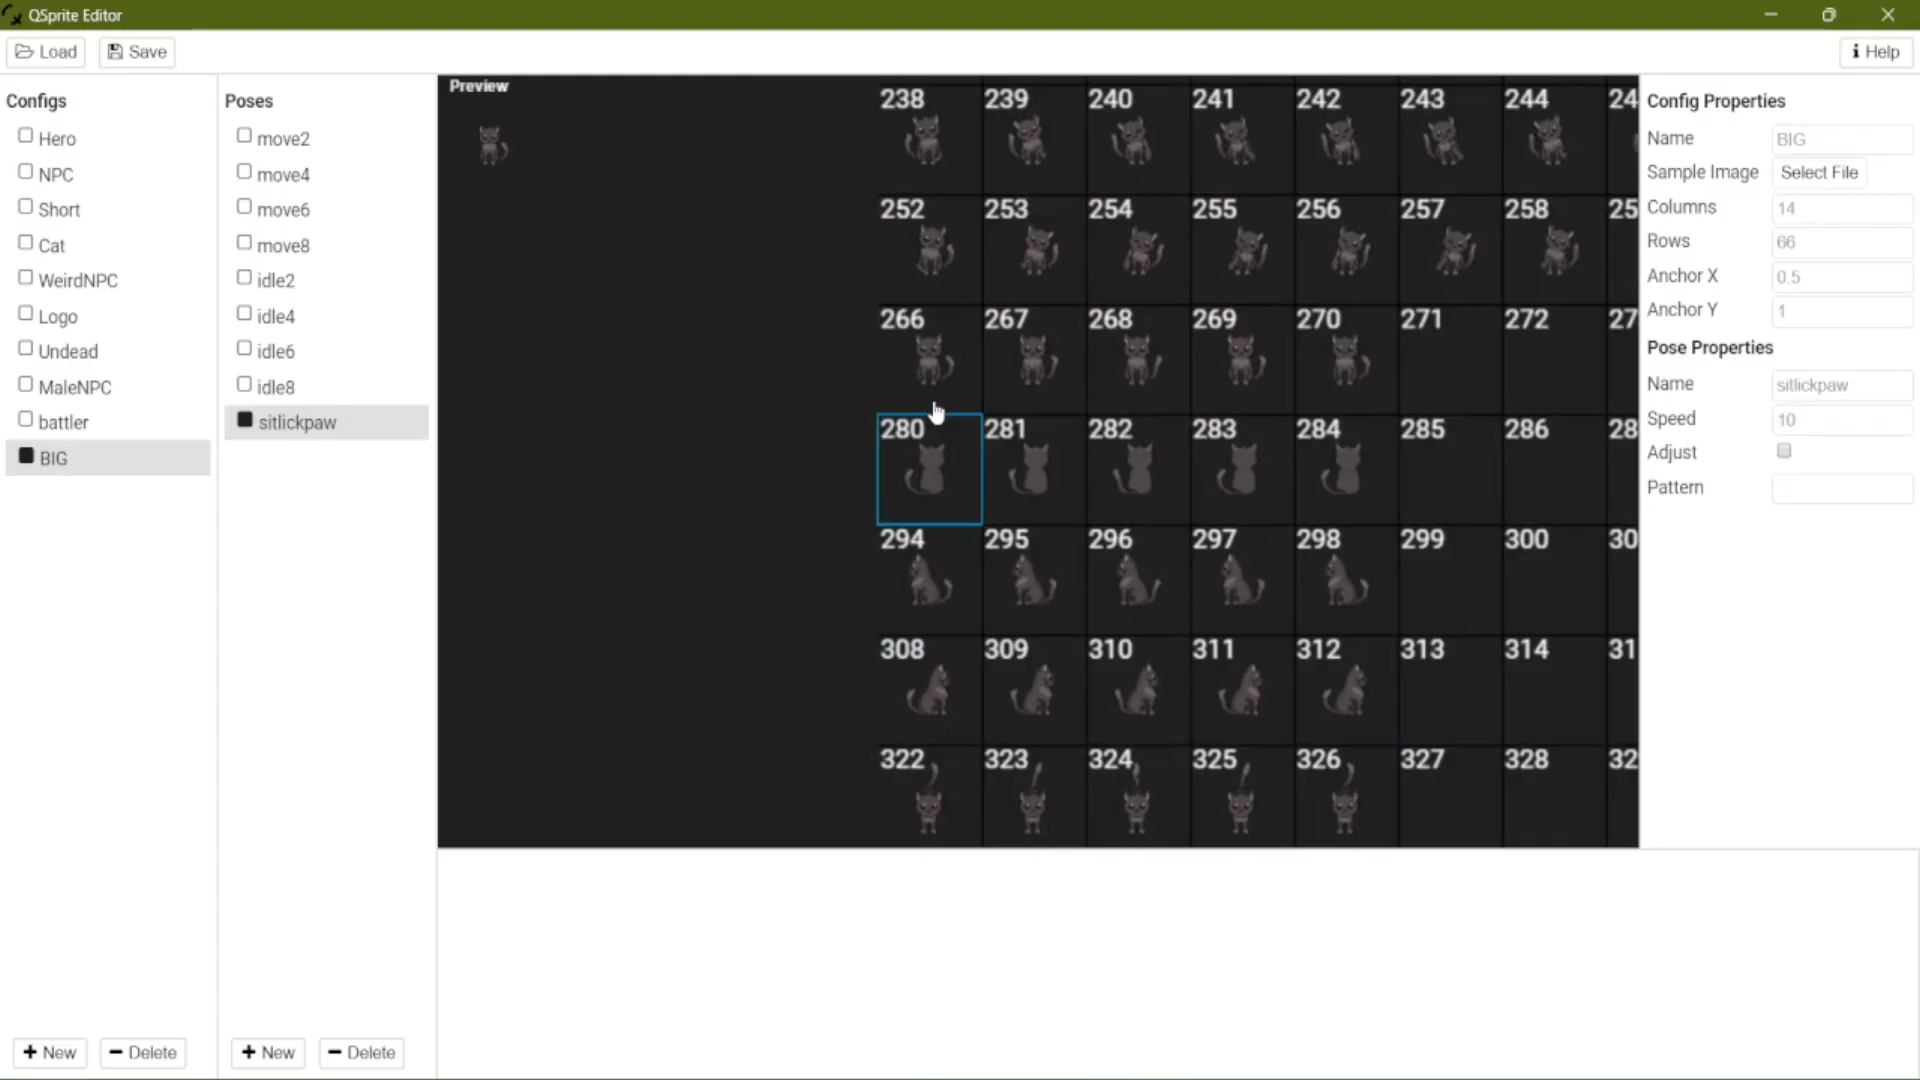 QSprite Editor
Load
Save
Help
Configs
Hero
NPC
Short
Cat
WeirdNPC
Logo
Undead
MaleNPC
battler
BIG
New
Delete
Poses
move2
move4
move6
move8
idle2
idle4
idle6
idle8
sitlickpaw
New
Delete
Preview
238 239 240 241 242 243 244 24
252 253 254 255 256 257 258 25
266 267 268 269 270 271 272 27
280 281 282 283 284 285 286 28
294 295 296 297 298 299 300 30
308 309 310 311 312 313 314 31
322 323 324 325 326 327 328 32
Config Properties
Name BIG
Sample Image Select File
Columns 14
Rows 66
Anchor X 0.5
Anchor Y 1
Pose Properties
Name sitlickpaw
Speed 10
Adjust
Pattern